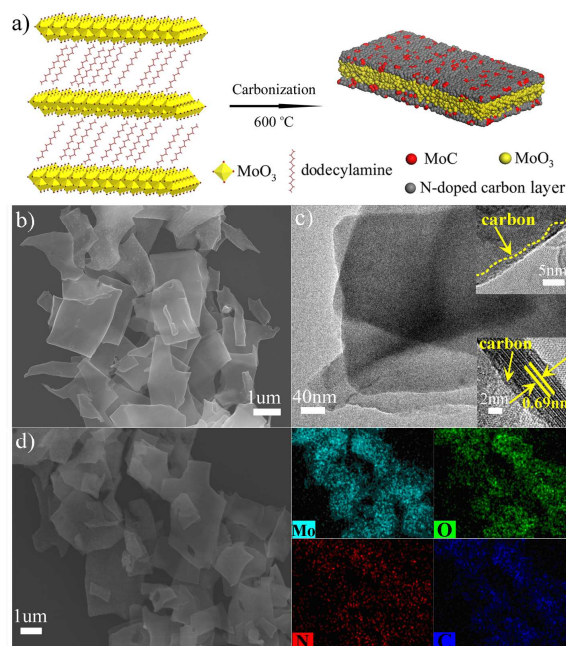 a)
Carbonization
600 ℃
MoO3
dodecylamine
MoC
MoO3
N-doped carbon layer
b)
1um
c)
carbon
5nm
carbon
2nm
0.69nm
40nm
d)
1um
Mo
O
N
C